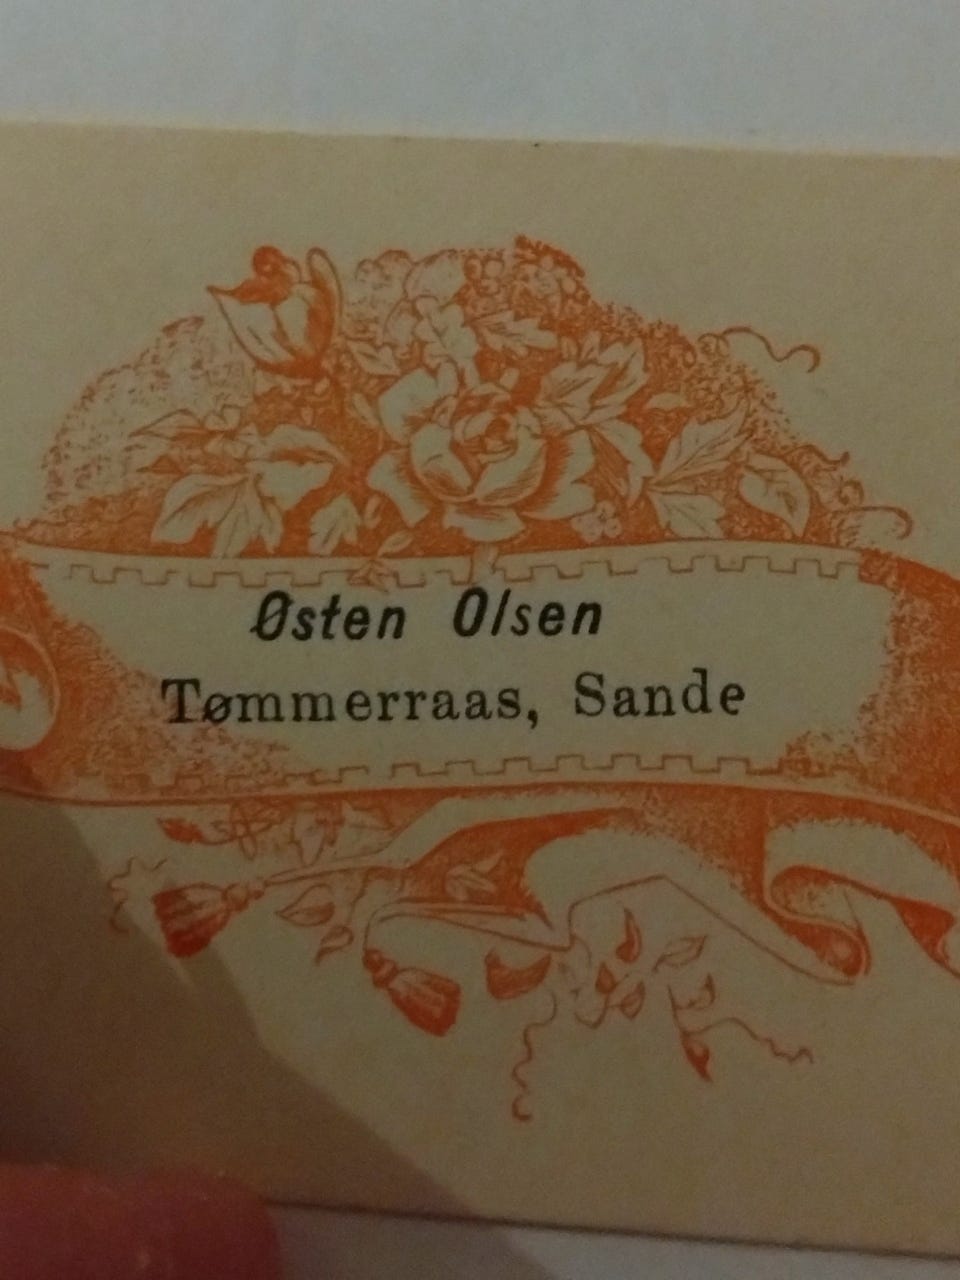 Østen Olsen
Tømmerraas, Sande